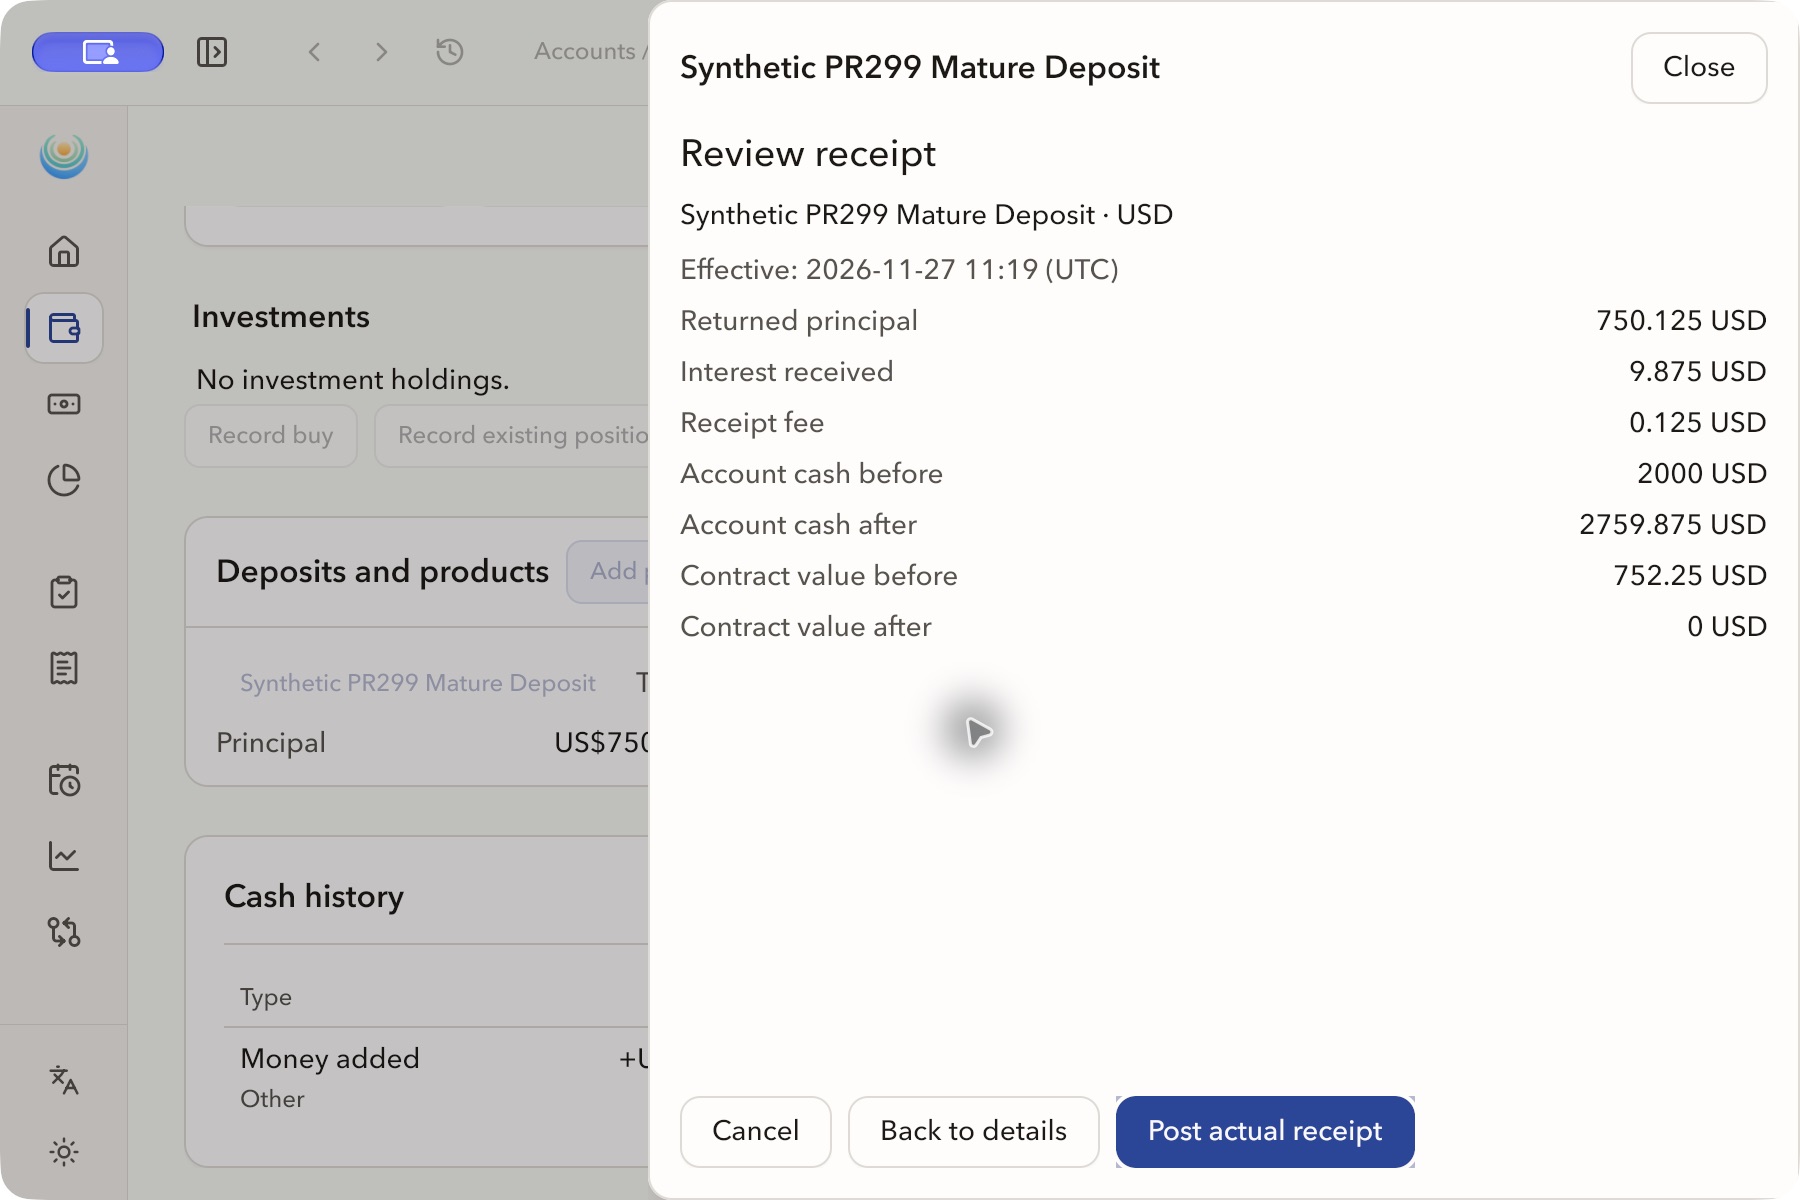 Accounts /
Investments
No investment holdings.
Record buy
Record existing
Deposits and products
Add
Synthetic PR299 Mature Deposit
Principal
US$750
Cash history
Type
Money added
Other
Synthetic PR299 Mature Deposit
Close
Review receipt
Synthetic PR299 Mature Deposit · USD
Effective: 2026-11-27 11:19 (UTC)
Returned principal 750.125 USD
Interest received 9.875 USD
Receipt fee 0.125 USD
Account cash before 2000 USD
Account cash after 2759.875 USD
Contract value before 752.25 USD
Contract value after 0 USD
Cancel
Back to details
Post actual receipt